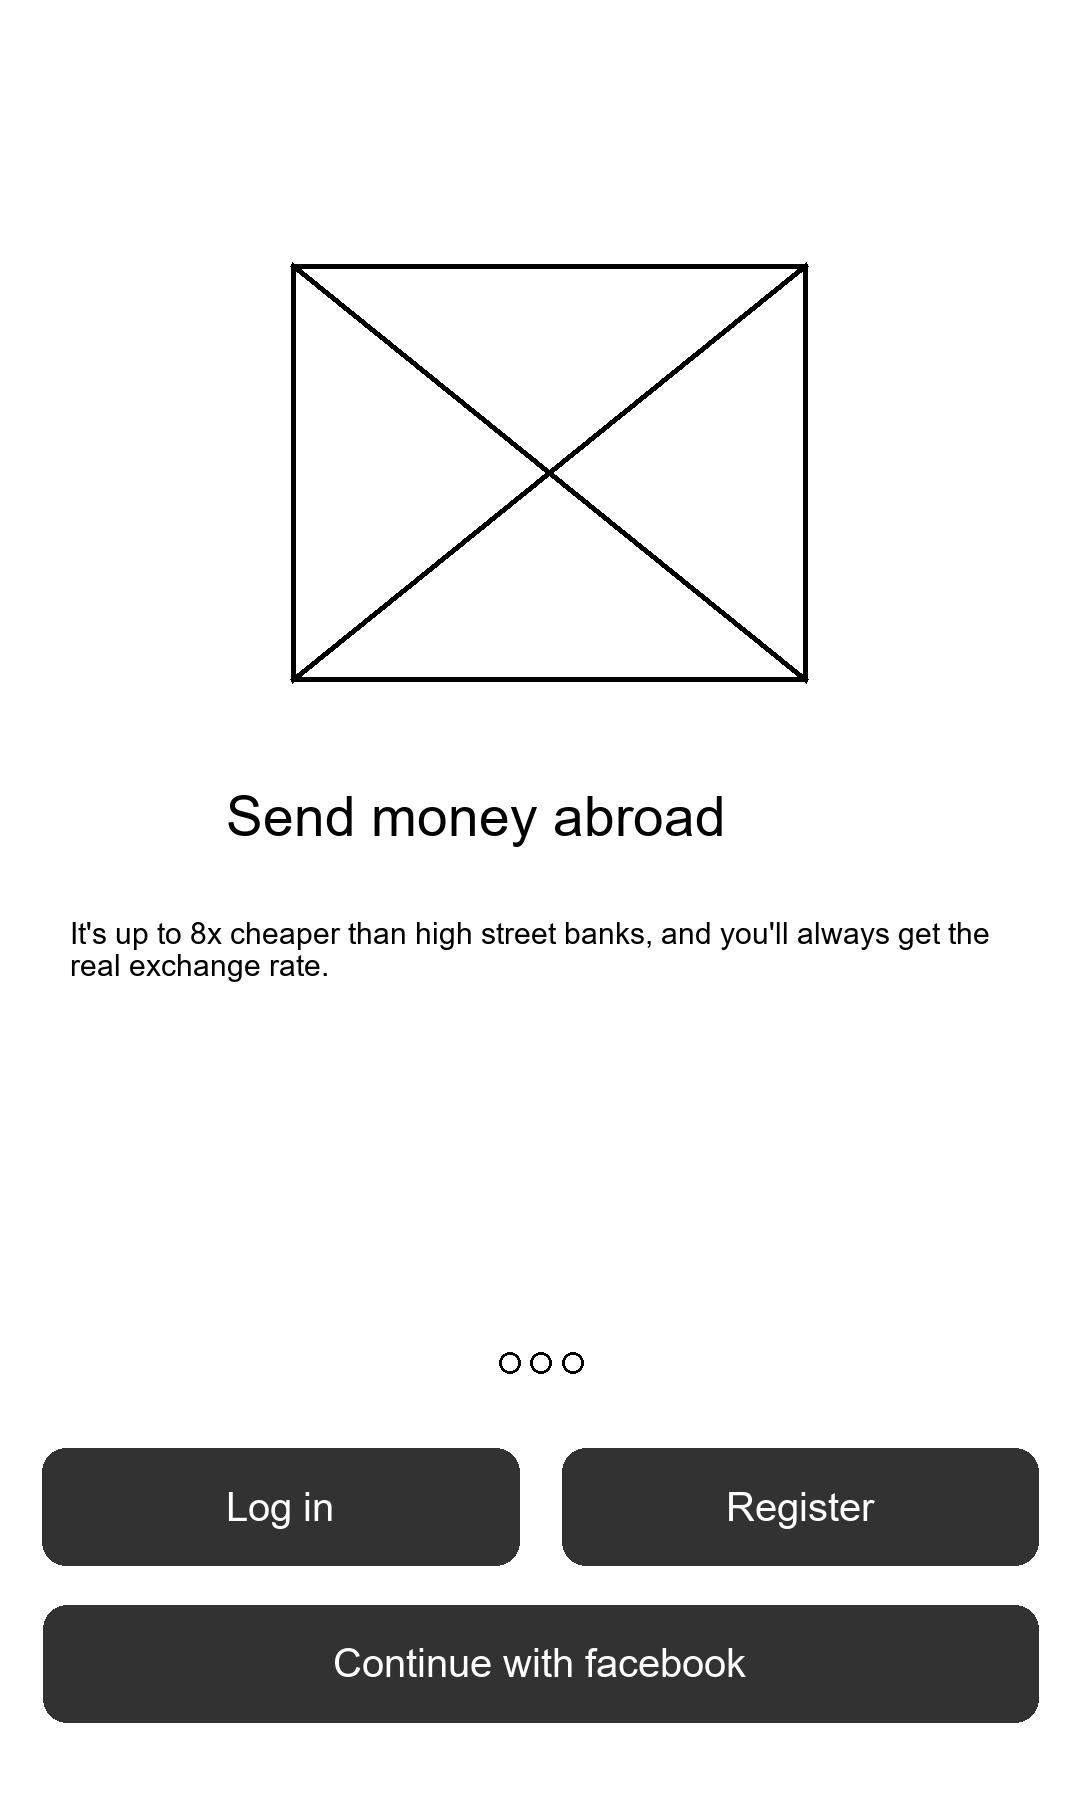 Send money abroad
It's up to 8x cheaper than high street banks, and you'll always get the
real exchange rate.
Log in
Register
Continue with facebook